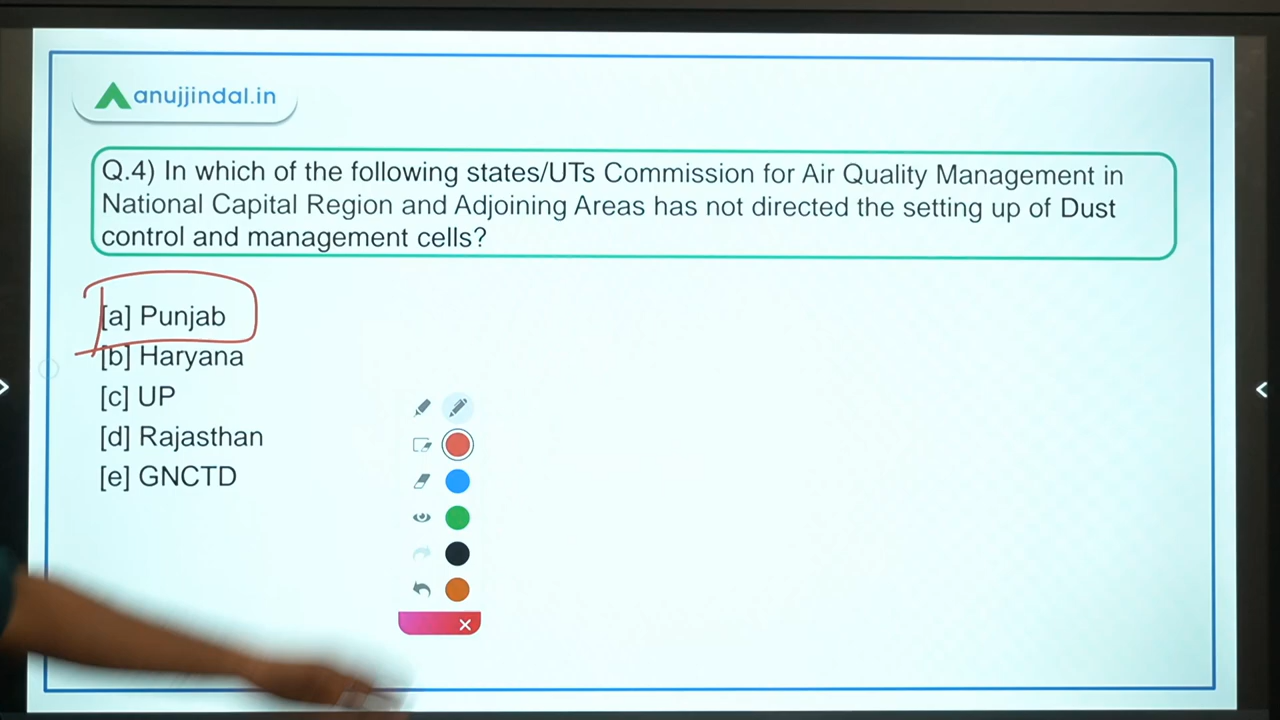 anujjindal.in
Q.4) In which of the following states/UTs Commission for Air Quality Management in
National Capital Region and Adjoining Areas has not directed the setting up of Dust
control and management cells?
[a] Punjab
[b] Haryana
[c] UP
[d] Rajasthan
[e] GNCTD